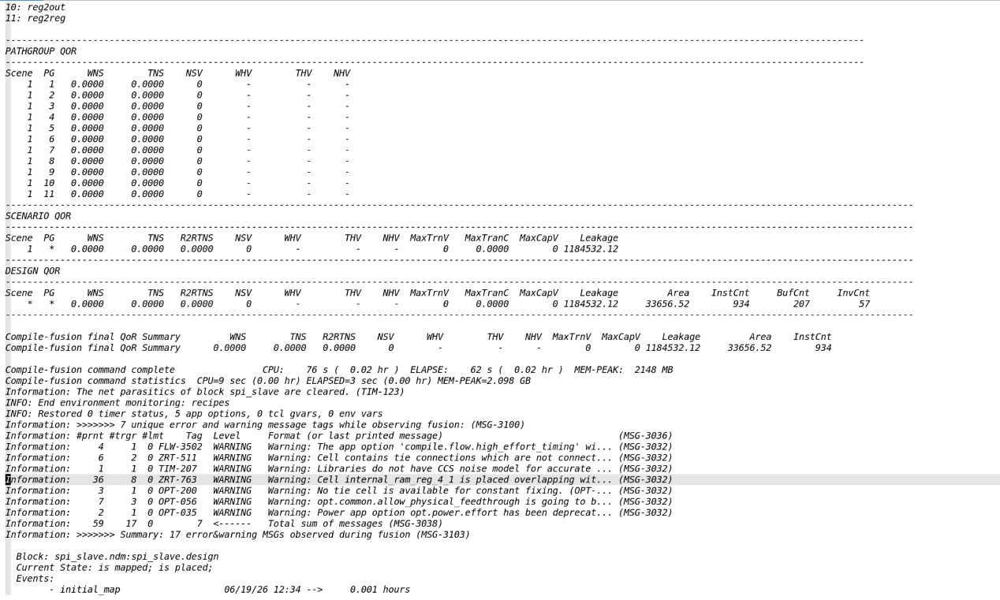 10: reg2out
11: reg2reg
--------------------------------------------------------------------------------------------------------------------------------------------------------------
PATHGROUP QOR
--------------------------------------------------------------------------------------------------------------------------------------------------------------
Scene  PG      WNS        TNS    NSV      WHV        THV    NHV
    1   1   0.0000     0.0000      0        -          -      -
    1   2   0.0000     0.0000      0        -          -      -
    1   3   0.0000     0.0000      0        -          -      -
    1   4   0.0000     0.0000      0        -          -      -
    1   5   0.0000     0.0000      0        -          -      -
    1   6   0.0000     0.0000      0        -          -      -
    1   7   0.0000     0.0000      0        -          -      -
    1   8   0.0000     0.0000      0        -          -      -
    1   9   0.0000     0.0000      0        -          -      -
    1  10   0.0000     0.0000      0        -          -      -
    1  11   0.0000     0.0000      0        -          -      -
----------------------------------------------------------------------------------------------------------------------------------------------------------------------
SCENARIO QOR
----------------------------------------------------------------------------------------------------------------------------------------------------------------------
Scene  PG      WNS        TNS   R2RTNS    NSV      WHV        THV   NHV  MaxTrnV   MaxTranC  MaxCapV    Leakage
    1   *   0.0000     0.0000   0.0000      0        -          -     -        0     0.0000        0 1184532.12
----------------------------------------------------------------------------------------------------------------------------------------------------------------------
DESIGN QOR
----------------------------------------------------------------------------------------------------------------------------------------------------------------------
Scene  PG      WNS        TNS   R2RTNS    NSV      WHV        THV   NHV  MaxTrnV   MaxTranC  MaxCapV    Leakage         Area    InstCnt     BufCnt     InvCnt
    *   *   0.0000     0.0000   0.0000      0        -          -     -        0     0.0000        0 1184532.12     33656.52        934        207         57
----------------------------------------------------------------------------------------------------------------------------------------------------------------------
Compile-fusion final QoR Summary         WNS        TNS   R2RTNS    NSV      WHV        THV    NHV  MaxTrnV  MaxCapV    Leakage         Area    InstCnt
Compile-fusion final QoR Summary      0.0000     0.0000   0.0000      0        -          -      -        0        0 1184532.12     33656.52        934
Compile-fusion command complete                CPU:    76 s (  0.02 hr )  ELAPSE:    62 s (  0.02 hr )  MEM-PEAK:  2148 MB
Compile-fusion command statistics  CPU=9 sec (0.00 hr) ELAPSED=3 sec (0.00 hr) MEM-PEAK=2.098 GB
Information: The net parasitics of block spi_slave are cleared. (TIM-123)
INFO: End environment monitoring: recipes
INFO: Restored 0 timer status, 5 app options, 0 tcl gvars, 0 env vars
Information: >>>>>>> 7 unique error and warning message tags while observing fusion: (MSG-3100)
Information: #prnt #trgr #lmt     Tag  Level    Format (or last printed message)                                (MSG-3036)
Information:     4     1  0 FLW-3502  WARNING   Warning: The app option 'compile.flow.high_effort_timing' wi... (MSG-3032)
Information:     6     2  0 ZRT-511   WARNING   Warning: Cell contains tie connections which are not connect... (MSG-3032)
Information:     1     1  0 TIM-207   WARNING   Warning: Libraries do not have CCS noise model for accurate ... (MSG-3032)
Information:    36     8  0 ZRT-763   WARNING   Warning: Cell internal_ram_reg_4_1 is placed overlapping wit... (MSG-3032)
Information:     3     1  0 OPT-200   WARNING   Warning: No tie cell is available for constant fixing. (OPT-... (MSG-3032)
Information:     7     3  0 OPT-056   WARNING   Warning: opt.common.allow_physical_feedthrough is going to b... (MSG-3032)
Information:     2     1  0 OPT-035   WARNING   Warning: Power app option opt.power.effort has been deprecat... (MSG-3032)
Information:    59    17  0          7  <------   Total sum of messages (MSG-3038)
Information: >>>>>>> Summary: 17 error&warning MSGs observed during fusion (MSG-3103)
  Block: spi_slave.ndm:spi_slave.design
  Current State: is mapped; is placed;
  Events:
        - initial_map                   06/19/26 12:34 -->     0.001 hours